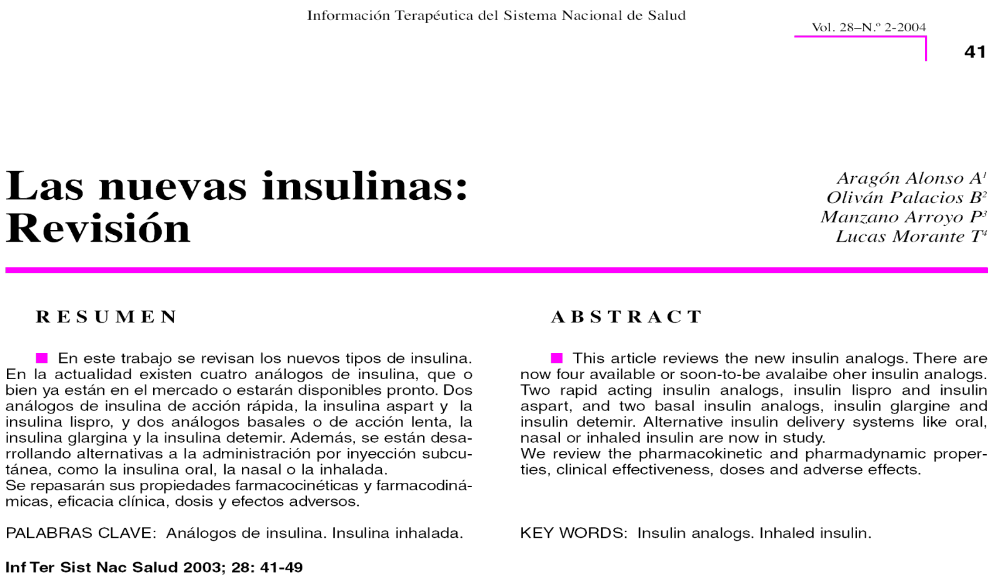 Información Terapéutica del Sistema Nacional de Salud
Vol. 28–N.º 2-2004
41
Las nuevas insulinas:
Revisión
Aragón Alonso A¹
Oliván Palacios B²
Manzano Arroyo P³
Lucas Morante T⁴
RESUMEN
■ En este trabajo se revisan los nuevos tipos de insulina.
En la actualidad existen cuatro análogos de insulina, que o
bien ya están en el mercado o estarán disponibles pronto. Dos
análogos de insulina de acción rápida, la insulina aspart y la
insulina lispro, y dos análogos basales o de acción lenta, la
insulina glargina y la insulina detemir. Además, se están desa-
rrollando alternativas a la administración por inyección subcu-
tánea, como la insulina oral, la nasal o la inhalada.
Se repasarán sus propiedades farmacocinéticas y farmacodiná-
micas, eficacia clínica, dosis y efectos adversos.
PALABRAS CLAVE: Análogos de insulina. Insulina inhalada.
Inf Ter Sist Nac Salud 2003; 28: 41-49
ABSTRACT
■ This article reviews the new insulin analogs. There are
now four available or soon-to-be avalaibe oher insulin analogs.
Two rapid acting insulin analogs, insulin lispro and insulin
aspart, and two basal insulin analogs, insulin glargine and
insulin detemir. Alternative insulin delivery systems like oral,
nasal or inhaled insulin are now in study.
We review the pharmacokinetic and pharmadynamic proper-
ties, clinical effectiveness, doses and adverse effects.
KEY WORDS: Insulin analogs. Inhaled insulin.